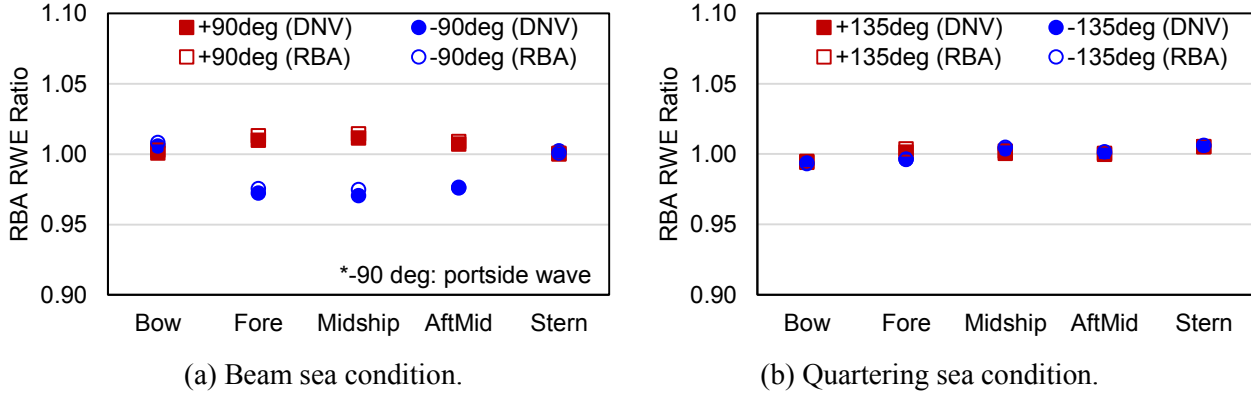 RBA RWE Ratio
1.10
1.05
1.00
0.95
0.90
+90deg (DNV) -90deg (DNV)
+90deg (RBA) -90deg (RBA)
*-90 deg: portside wave
Bow Fore Midship AftMid Stern
(a) Beam sea condition.
RBA RWE Ratio
1.10
1.05
1.00
0.95
0.90
+135deg (DNV) -135deg (DNV)
+135deg (RBA) -135deg (RBA)
Bow Fore Midship AftMid Stern
(b) Quartering sea condition.